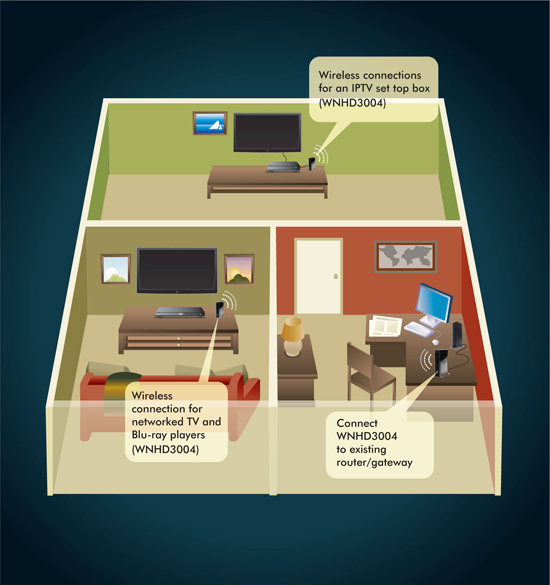 Wireless connections
for an IPTV set top box
(WNHD3004)
Wireless
connection for
networked TV and
Blu-ray players
(WNHD3004)
Connect
WNHD3004
to existing
router/gateway